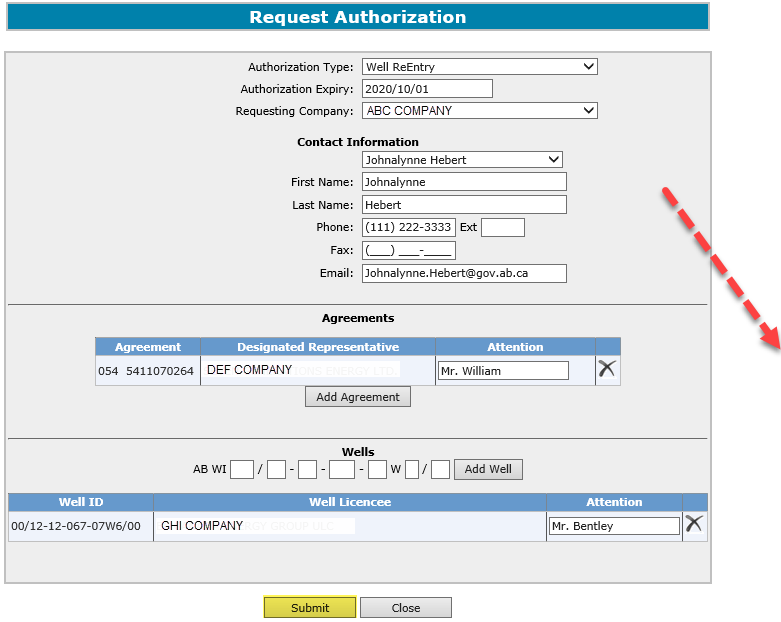 Request Authorization
Authorization Type: Well ReEntry
Authorization Expiry: 2020/10/01
Requesting Company: ABC COMPANY
Contact Information
Johnalynne Hebert
First Name: Johnalynne
Last Name: Hebert
Phone: (111) 222-3333 Ext
Fax: (___) ___-____
Email: Johnalynne.Hebert@gov.ab.ca
Agreements
Agreement Designated Representative Attention
054 5411070264 DEF COMPANY Mr. William
Add Agreement
Wells
AB WI / - - - W / Add Well
Well ID Well Licencee Attention
00/12-12-067-07W6/00 GHI COMPANY Mr. Bentley
Submit Close